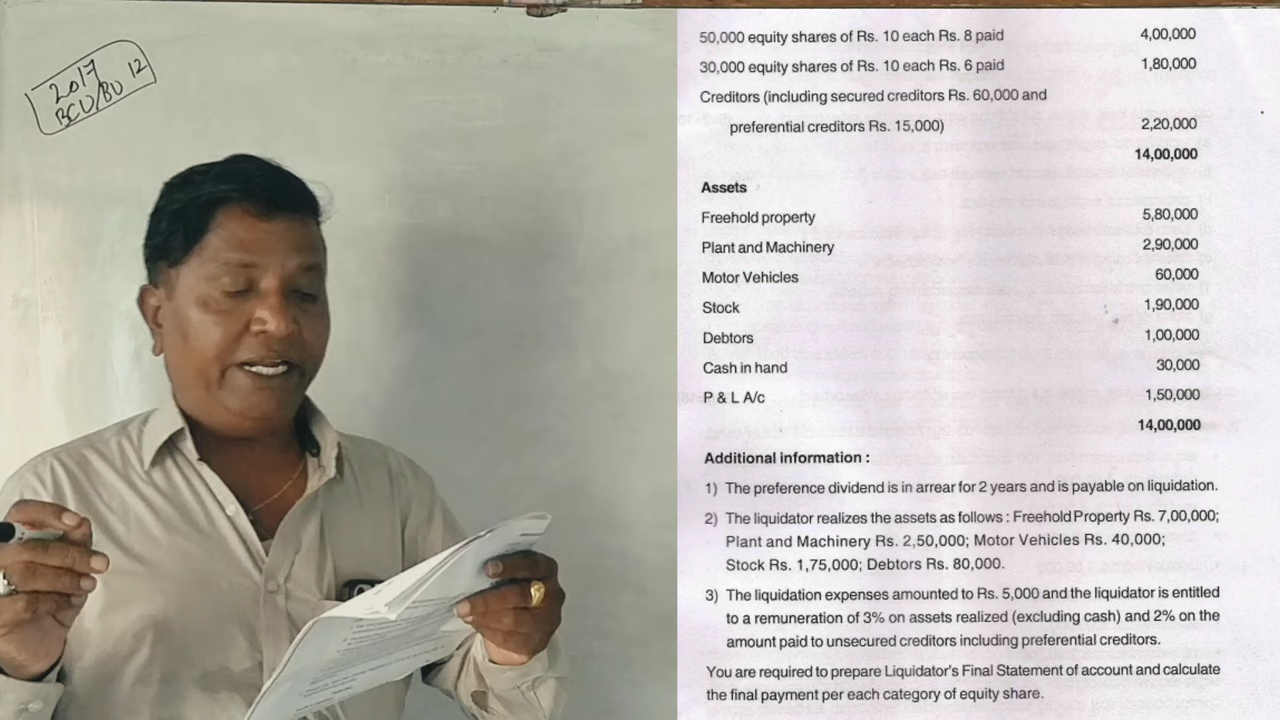 2017
BCU/BU 12
50,000 equity shares of Rs. 10 each Rs. 8 paid 4,00,000
30,000 equity shares of Rs. 10 each Rs. 6 paid 1,80,000
Creditors (including secured creditors Rs. 60,000 and
preferential creditors Rs. 15,000) 2,20,000
14,00,000
Assets
Freehold property 5,80,000
Plant and Machinery 2,90,000
Motor Vehicles 60,000
Stock 1,90,000
Debtors 1,00,000
Cash in hand 30,000
P & L A/c 1,50,000
14,00,000
Additional information :
1) The preference dividend is in arrear for 2 years and is payable on liquidation.
2) The liquidator realizes the assets as follows : Freehold Property Rs. 7,00,000;
Plant and Machinery Rs. 2,50,000; Motor Vehicles Rs. 40,000;
Stock Rs. 1,75,000; Debtors Rs. 80,000.
3) The liquidation expenses amounted to Rs. 5,000 and the liquidator is entitled
to a remuneration of 3% on assets realized (excluding cash) and 2% on the
amount paid to unsecured creditors including preferential creditors.
You are required to prepare Liquidator's Final Statement of account and calculate
the final payment per each category of equity share.